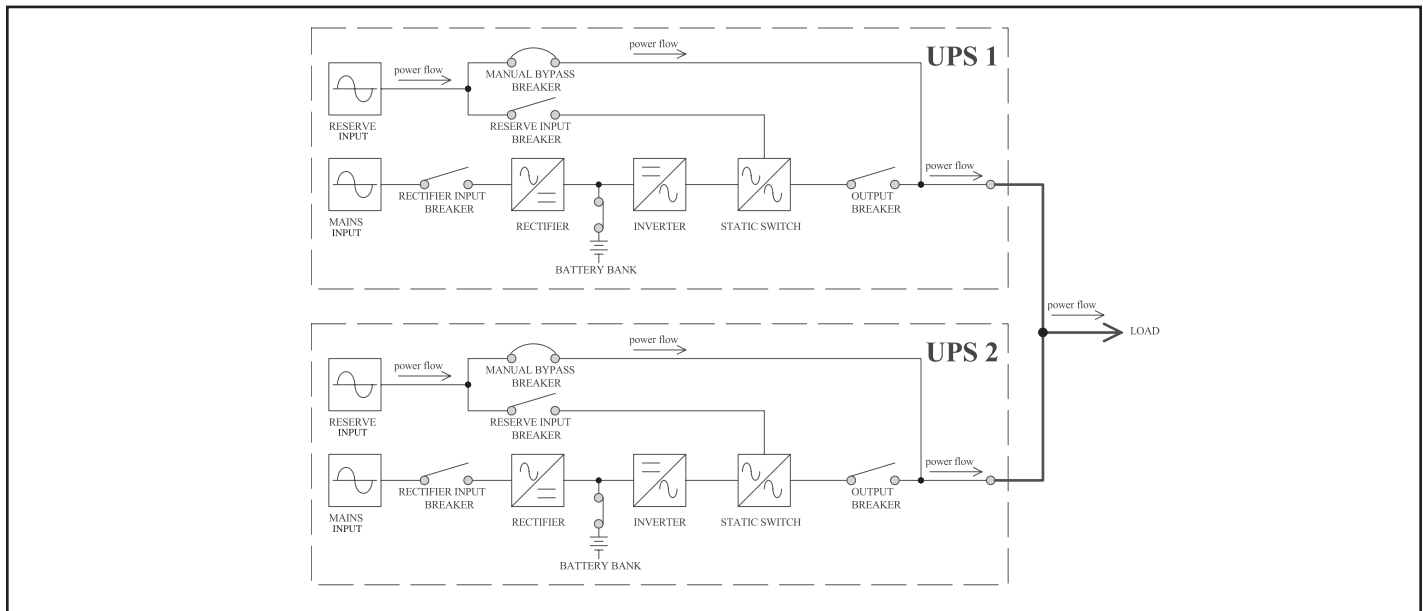 power flow
UPS 1
power flow
MANUAL BYPASS
BREAKER
RESERVE
INPUT
RESERVE INPUT
BREAKER
power flow
MAINS
INPUT
RECTIFIER INPUT
BREAKER
RECTIFIER
INVERTER
STATIC SWITCH
OUTPUT
BREAKER
BATTERY BANK
power flow
LOAD
power flow
UPS 2
power flow
MANUAL BYPASS
BREAKER
RESERVE
INPUT
RESERVE INPUT
BREAKER
power flow
MAINS
INPUT
RECTIFIER INPUT
BREAKER
RECTIFIER
INVERTER
STATIC SWITCH
OUTPUT
BREAKER
BATTERY BANK